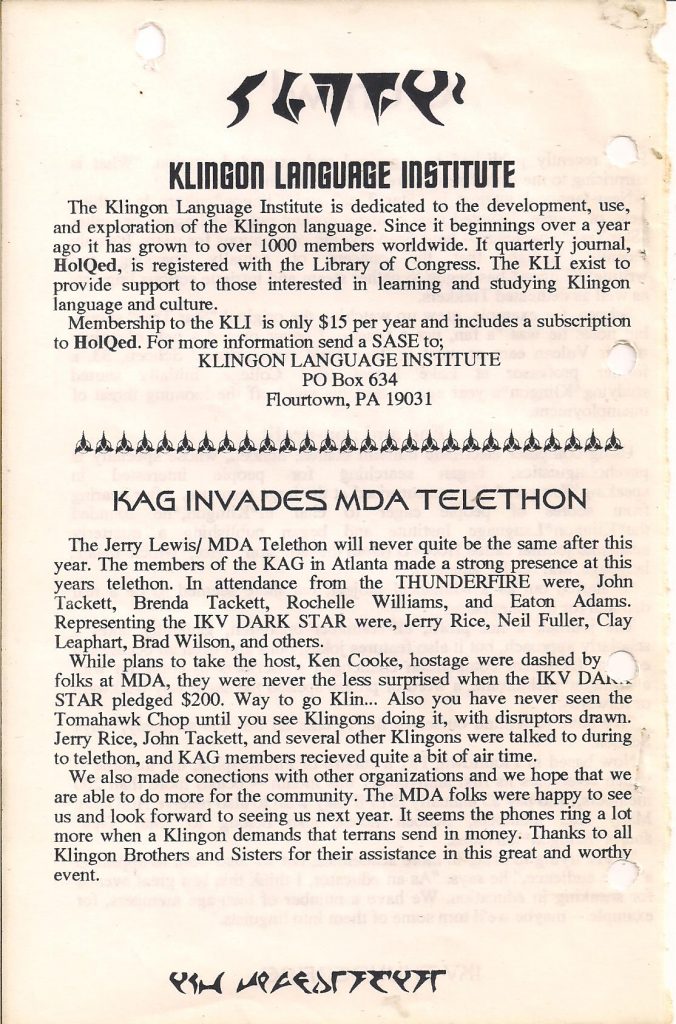 KLINGON LANGUAGE INSTITUTE
The Klingon Language Institute is dedicated to the development, use,
and exploration of the Klingon language. Since it beginnings over a year
ago it has grown to over 1000 members worldwide. It quarterly journal,
HolQed, is registered with the Library of Congress. The KLI exist to
provide support to those interested in learning and studying Klingon
language and culture.
Membership to the KLI is only $15 per year and includes a subscription
to HolQed. For more information send a SASE to;
KLINGON LANGUAGE INSTITUTE
PO Box 634
Flourtown, PA 19031
KAG INVADES MDA TELETHON
The Jerry Lewis/ MDA Telethon will never quite be the same after this
year. The members of the KAG in Atlanta made a strong presence at this
years telethon. In attendance from the THUNDERFIRE were, John
Tackett, Brenda Tackett, Rochelle Williams, and Eaton Adams.
Representing the IKV DARK STAR were, Jerry Rice, Neil Fuller, Clay
Leaphart, Brad Wilson, and others.
While plans to take the host, Ken Cooke, hostage were dashed by
folks at MDA, they were never the less surprised when the IKV DARK
STAR pledged $200. Way to go Klin... Also you have never seen the
Tomahawk Chop until you see Klingons doing it, with disruptors drawn.
Jerry Rice, John Tackett, and several other Klingons were talked to during
to telethon, and KAG members recieved quite a bit of air time.
We also made conections with other organizations and we hope that we
are able to do more for the community. The MDA folks were happy to see
us and look forward to seeing us next year. It seems the phones ring a lot
more when a Klingon demands that terrans send in money. Thanks to all
Klingon Brothers and Sisters for their assistance in this great and worthy
event.